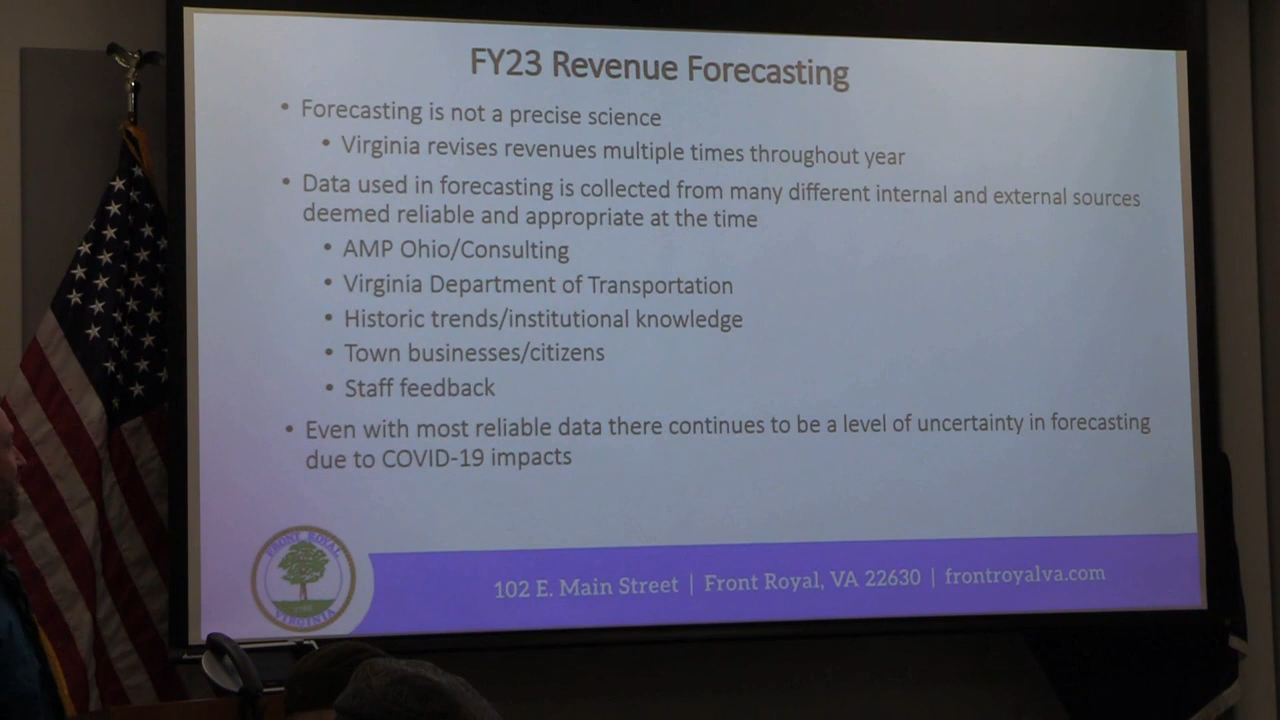 FY23 Revenue Forecasting
• Forecasting is not a precise science
• Virginia revises revenues multiple times throughout year
• Data used in forecasting is collected from many different internal and external sources
deemed reliable and appropriate at the time
• AMP Ohio/Consulting
• Virginia Department of Transportation
• Historic trends/institutional knowledge
• Town businesses/citizens
• Staff feedback
• Even with most reliable data there continues to be a level of uncertainty in forecasting
due to COVID-19 impacts
FRONT ROYAL
VIRGINIA
102 E. Main Street | Front Royal, VA 22630 | frontroyalva.com